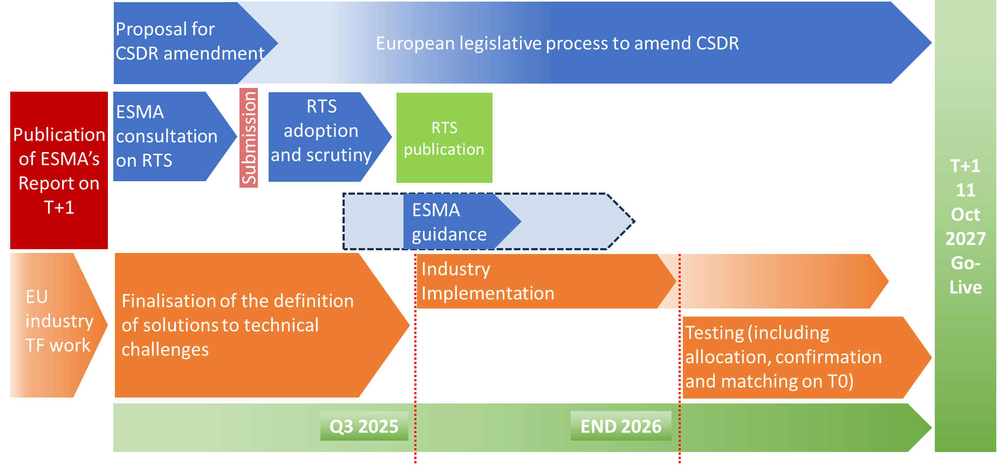 Proposal for
CSDR amendment
European legislative process to amend CSDR
Publication
of ESMA’s
Report on
T+1
ESMA
consultation
on RTS
Submission
RTS
adoption
and scrutiny
RTS
publication
ESMA
guidance
T+1
11
Oct
2027
Go-
Live
EU
industry
TF work
Finalisation of the definition
of solutions to technical
challenges
Industry
Implementation
Testing (including
allocation, confirmation
and matching on T0)
Q3 2025
END 2026